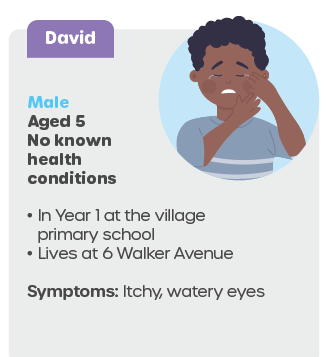 David
Male
Aged 5
No known
health
conditions
• In Year 1 at the village
primary school
• Lives at 6 Walker Avenue
Symptoms: Itchy, watery eyes